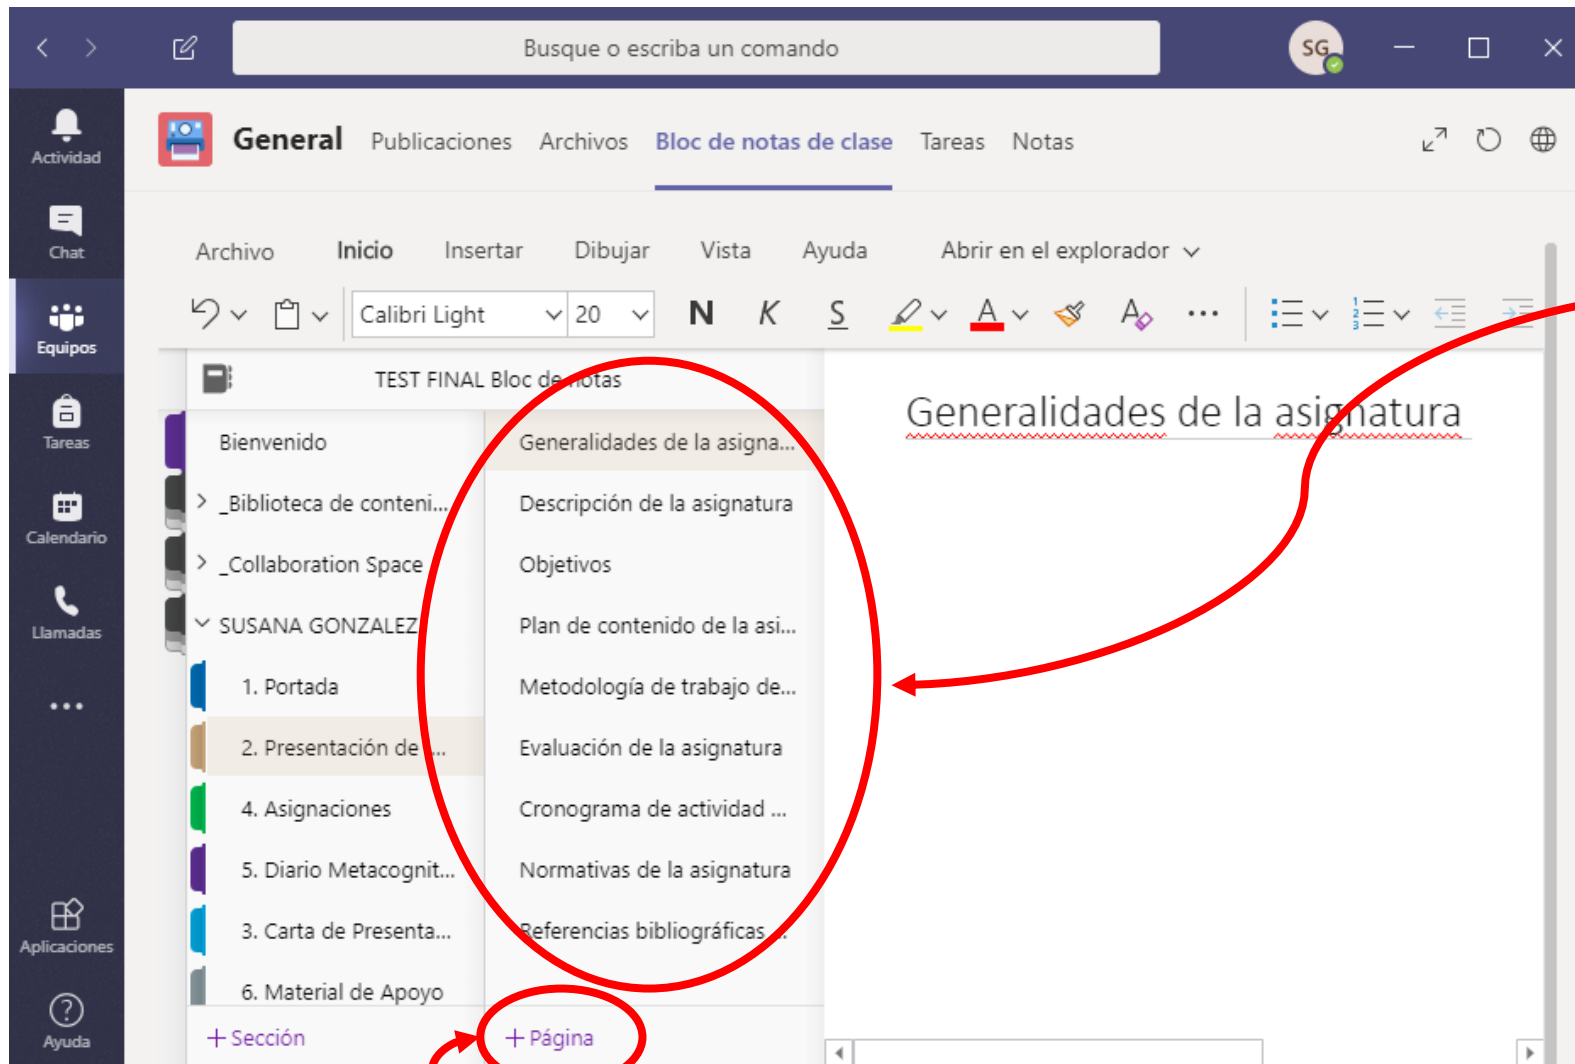 Busque o escriba un comando
SG
Actividad
Chat
Equipos
Tareas
Calendario
Llamadas
Aplicaciones
Ayuda
General Publicaciones Archivos Bloc de notas de clase Tareas Notas
Archivo Inicio Insertar Dibujar Vista Ayuda Abrir en el explorador
Calibri Light 20 N K S A A
TEST FINAL Bloc de notas
Bienvenido
_Biblioteca de conteni...
_Collaboration Space
SUSANA GONZALEZ
1. Portada
2. Presentación de ...
4. Asignaciones
5. Diario Metacognit...
3. Carta de Presenta...
6. Material de Apoyo
+ Sección
Generalidades de la asigna...
Descripción de la asignatura
Objetivos
Plan de contenido de la asi...
Metodología de trabajo de...
Evaluación de la asignatura
Cronograma de actividad ...
Normativas de la asignatura
Referencias bibliográficas ...
+ Página
Generalidades de la asignatura